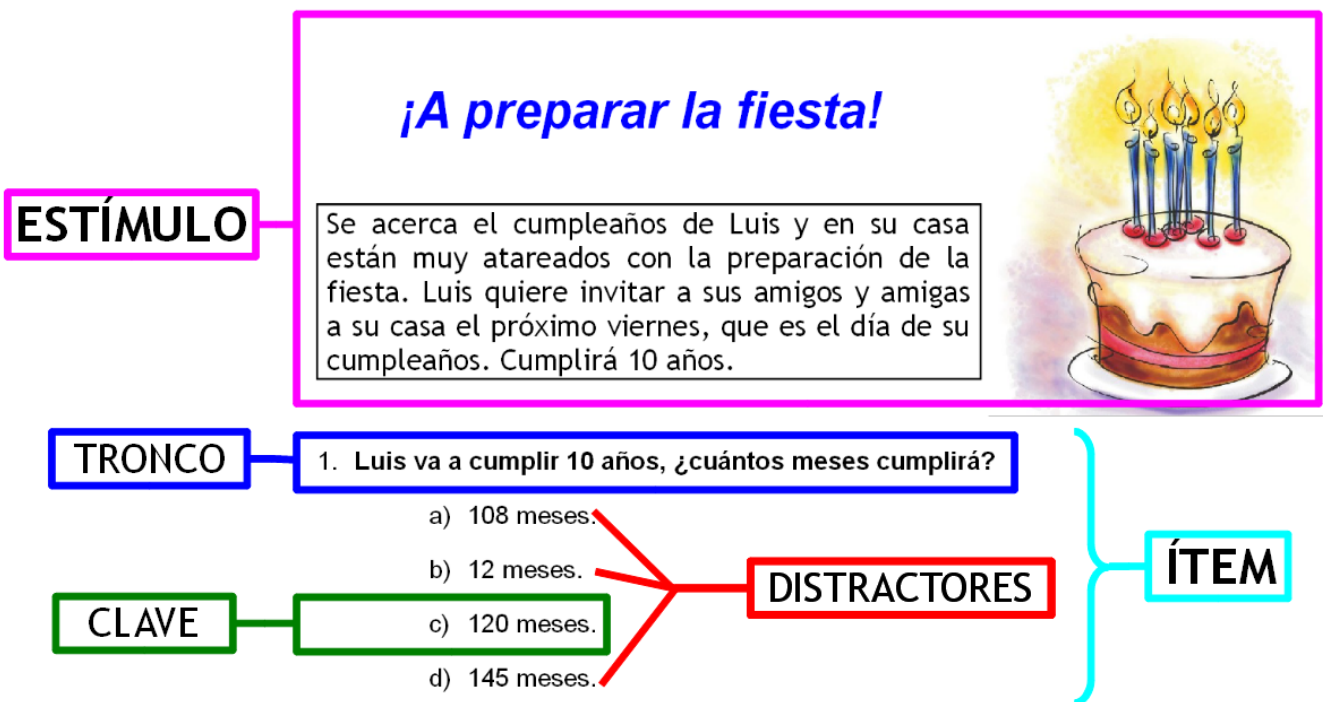 ¡A preparar la fiesta!
ESTÍMULO
Se acerca el cumpleaños de Luis y en su casa
están muy atareados con la preparación de la
fiesta. Luis quiere invitar a sus amigos y amigas
a su casa el próximo viernes, que es el día de su
cumpleaños. Cumplirá 10 años.
TRONCO
1. Luis va a cumplir 10 años, ¿cuántos meses cumplirá?
a) 108 meses.
b) 12 meses.
CLAVE
c) 120 meses.
d) 145 meses.
DISTRACTORES
ÍTEM